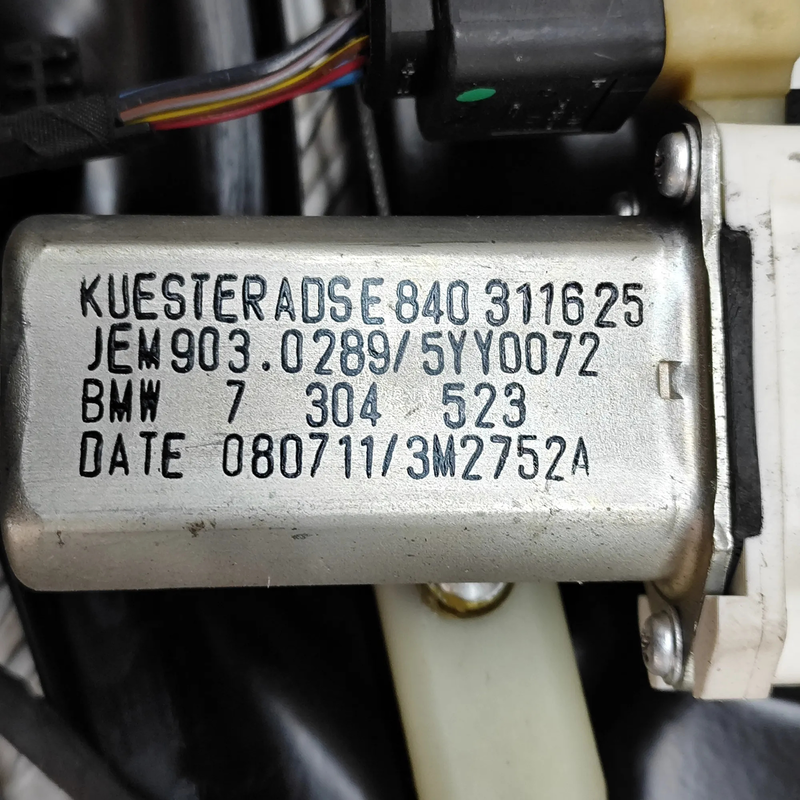 KUESTERADSE 840 311625
JEM903.0289/5YY0072
BMW 7 304 523
DATE 080711/3M2752A